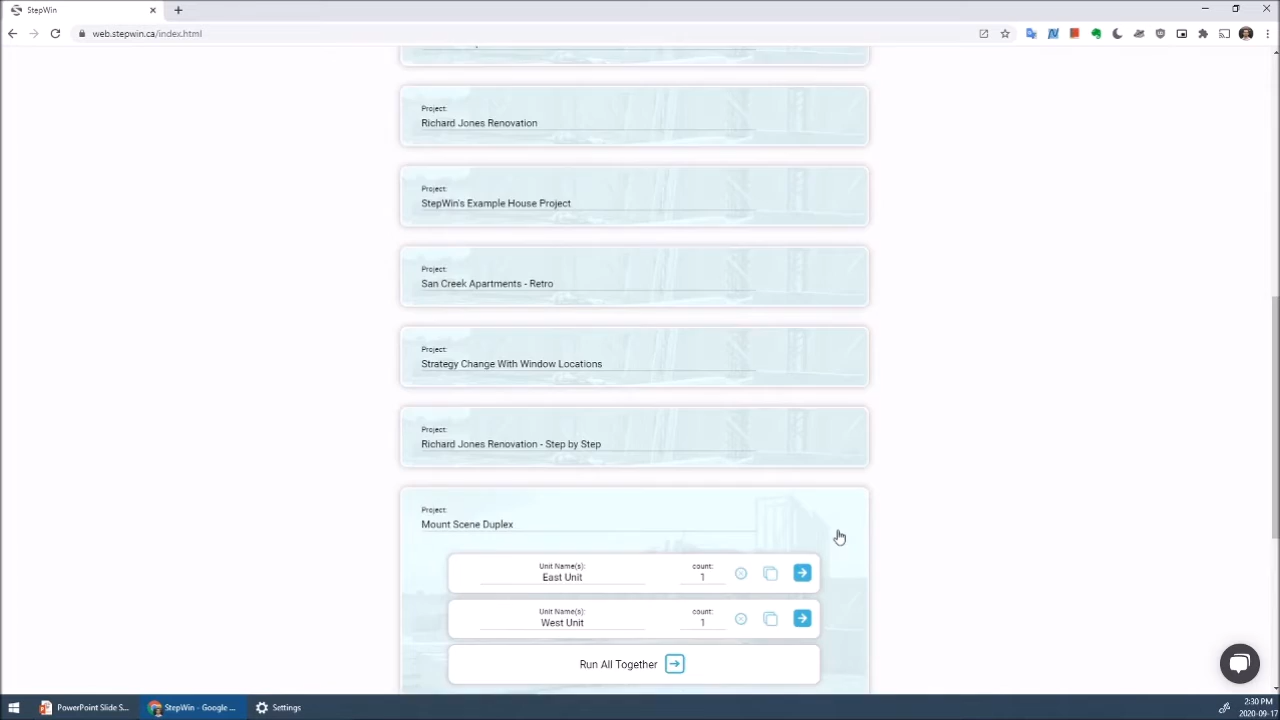 StepWin
web.stepwin.ca/index.html
Project:
Richard Jones Renovation
Project:
StepWin's Example House Project
Project:
San Creek Apartments - Retro
Project:
Strategy Change With Window Locations
Project:
Richard Jones Renovation - Step by Step
Project:
Mount Scene Duplex
Unit Name(s):
East Unit
count:
1
Unit Name(s):
West Unit
count:
1
Run All Together
PowerPoint Slide S...
StepWin - Google ...
Settings
2:30 PM
2020-09-17